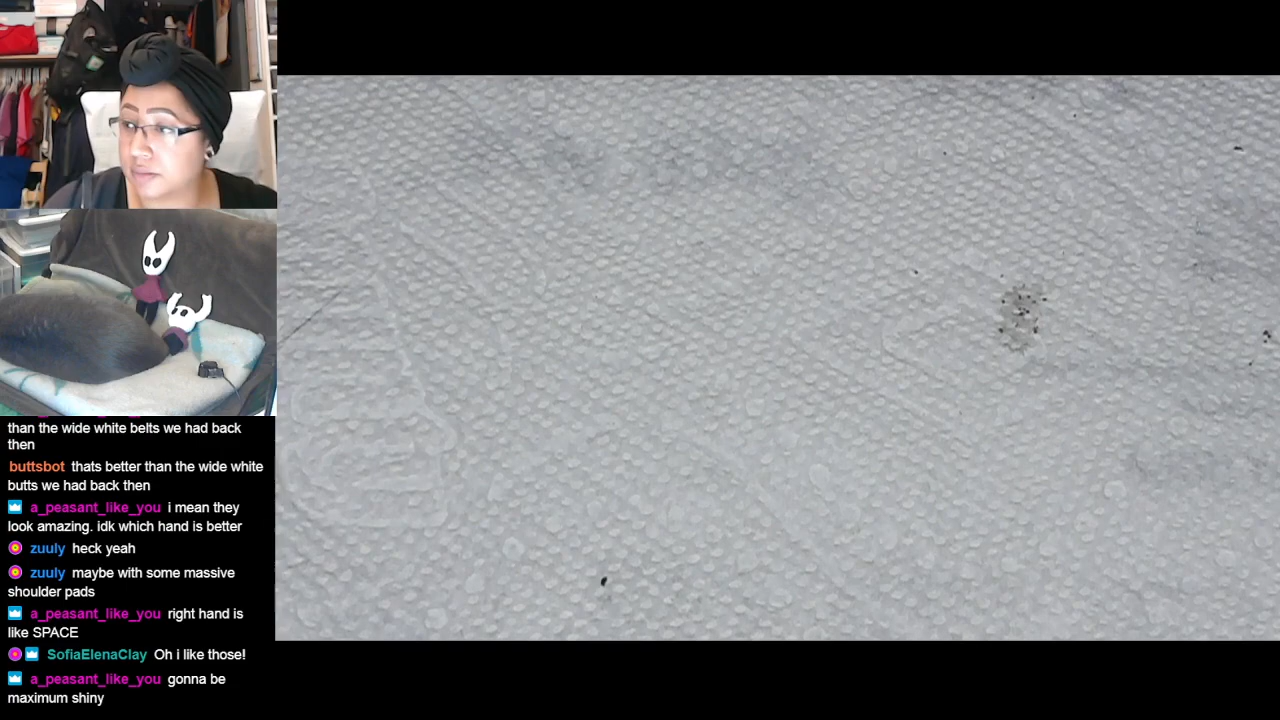 than the wide white belts we had back
then
buttsbot thats better than the wide white
butts we had back then
a_peasant_like_you i mean they
look amazing. idk which hand is better
zuuly heck yeah
zuuly maybe with some massive
shoulder pads
a_peasant_like_you right hand is
like SPACE
SofiaElenaClay Oh i like those!
a_peasant_like_you gonna be
maximum shiny